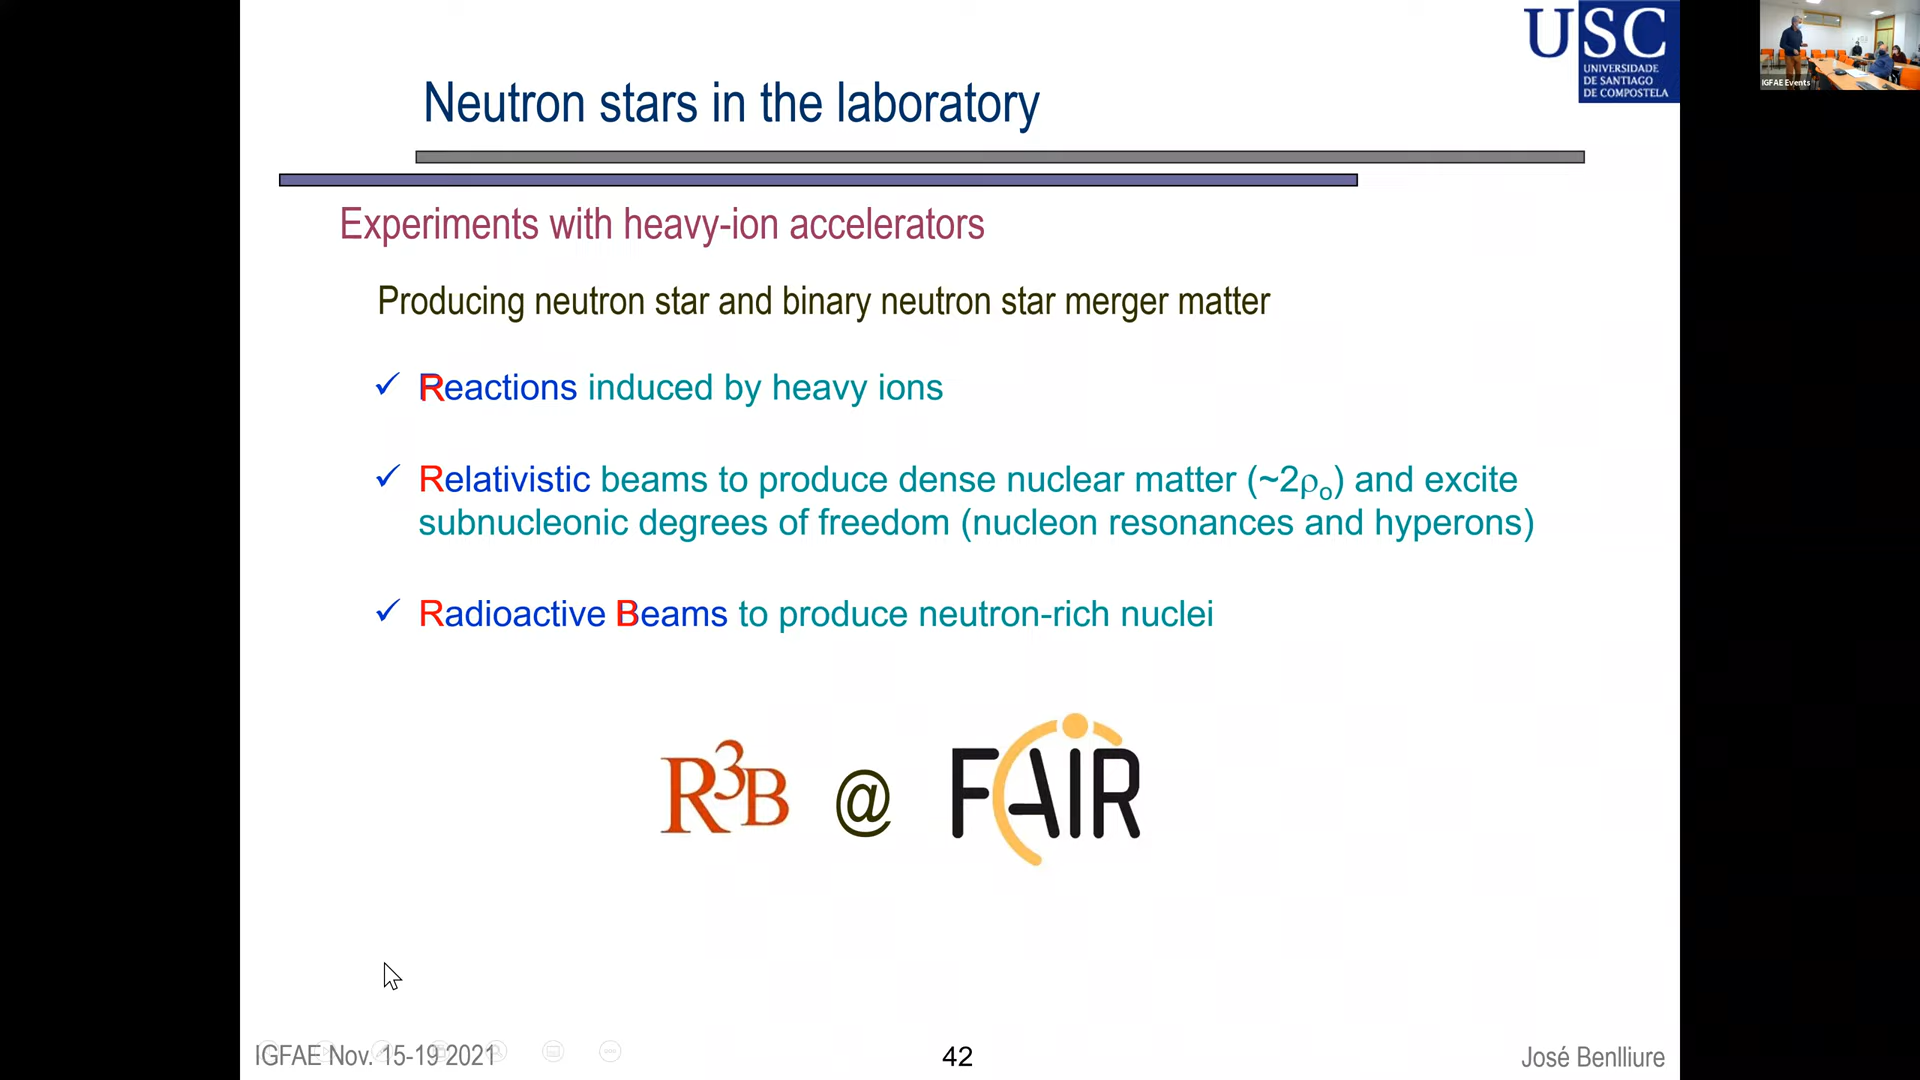 USC
UNIVERSIDADE
DE SANTIAGO
DE COMPOSTELA
IGFAE Events
Neutron stars in the laboratory
Experiments with heavy-ion accelerators
Producing neutron star and binary neutron star merger matter
✓ Reactions induced by heavy ions
✓ Relativistic beams to produce dense nuclear matter (~2ρo) and excite
subnucleonic degrees of freedom (nucleon resonances and hyperons)
✓ Radioactive Beams to produce neutron-rich nuclei
R³B @ FAIR
IGFAE Nov. 15-19 2021
42
José Benlliure